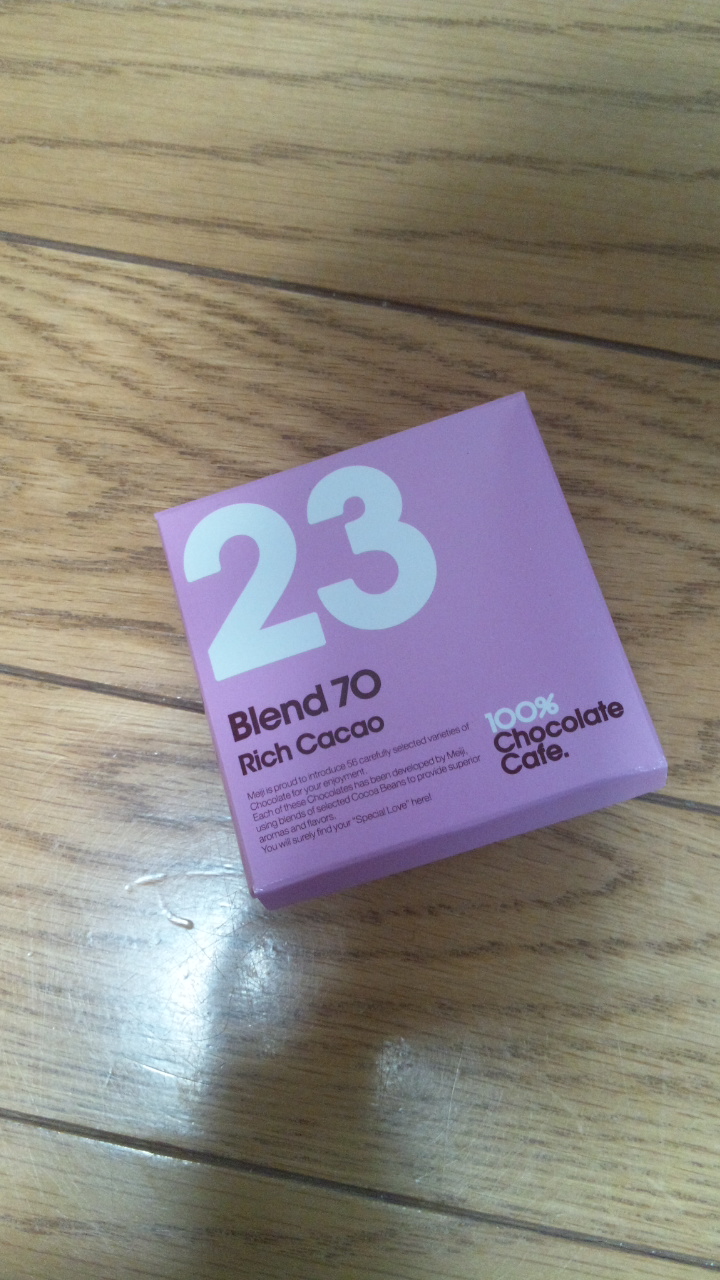 23
Blend 70
Rich Cacao
Meiji is proud to introduce 56 carefully selected varieties of
Chocolate for your enjoyment.
Each of these Chocolates has been developed by Meiji,
using blends of selected Cocoa Beans to provide superior
aromas and flavors.
You will surely find your "Special Love" here!
100%
Chocolate
Cafe.